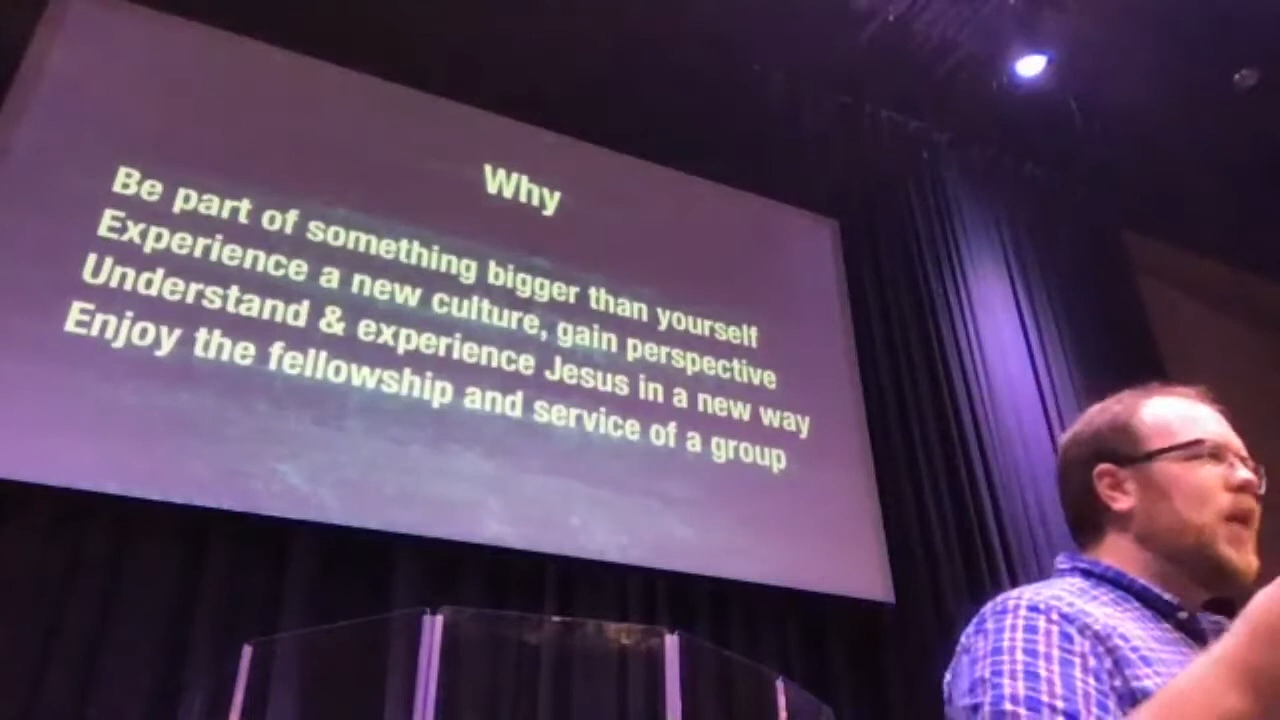 Why
Be part of something bigger than yourself
Experience a new culture, gain perspective
Understand & experience Jesus in a new way
Enjoy the fellowship and service of a group